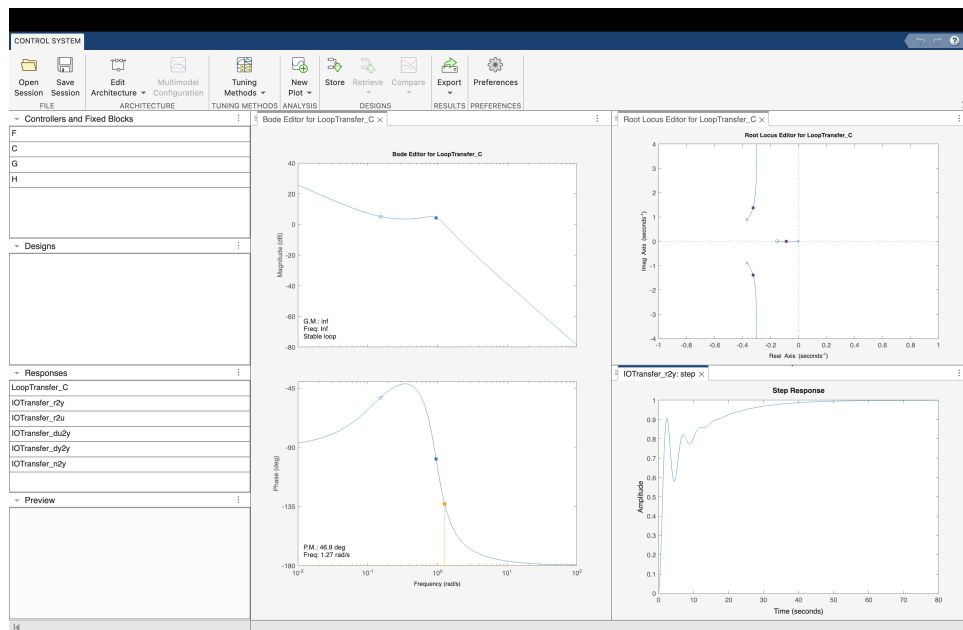 CONTROL SYSTEM
?
Open Session
Save Session
Edit Architecture
Multimodel Configuration
Tuning Methods
New Plot
Store
Retrieve
Compare
Export
Preferences
FILE
ARCHITECTURE
TUNING METHODS
ANALYSIS
DESIGNS
RESULTS
PREFERENCES
Controllers and Fixed Blocks
F
C
G
H
Designs
Responses
LoopTransfer_C
IOTransfer_r2y
IOTransfer_r2u
IOTransfer_du2y
IOTransfer_dy2y
IOTransfer_n2y
Preview
Bode Editor for LoopTransfer_C ×
Bode Editor for LoopTransfer_C
Magnitude (dB)
40
20
0
-20
-40
-60
-80
G.M.: inf
Freq: Inf
Stable loop
Phase (deg)
-45
-90
-135
-180
P.M.: 46.9 deg
Freq: 1.27 rad/s
10⁻² 10⁻¹ 10⁰ 10¹ 10²
Frequency (rad/s)
Root Locus Editor for LoopTransfer_C ×
Root Locus Editor for LoopTransfer_C
Imag Axis (seconds⁻¹)
4
3
2
1
0
-1
-2
-3
-4
-1 -0.8 -0.6 -0.4 -0.2 0 0.2 0.4 0.6 0.8 1
Real Axis (seconds⁻¹)
IOTransfer_r2y: step ×
Step Response
Amplitude
1
0.9
0.8
0.7
0.6
0.5
0.4
0.3
0.2
0.1
0
0 10 20 30 40 50 60 70 80
Time (seconds)